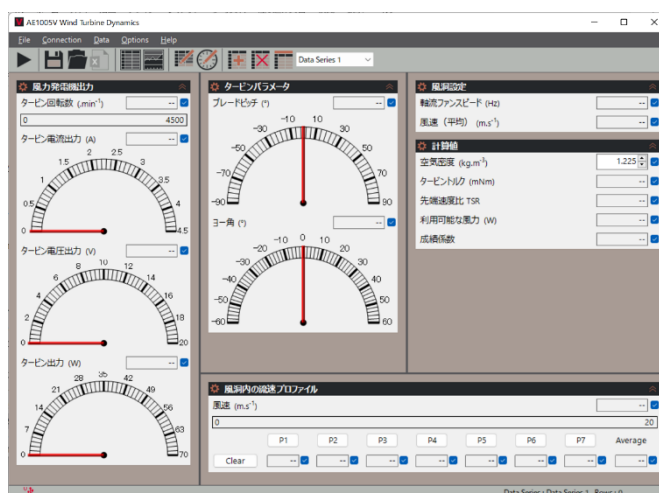 AE1005V Wind Turbine Dynamics
File Connection Data Options Help
Data Series 1
風力発電機出力
タービン回転数 (.min⁻¹) --
0 4500
タービン電流出力 (A) --
0 0.5 1 1.5 2 2.5 3 3.5 4 4.5
タービン電圧出力 (V) --
0 2 4 6 8 10 12 14 16 18 20
タービン出力 (W) --
0 7 14 21 28 35 42 49 56 63 70
タービンパラメータ
ブレードピッチ (°) --
-90 -70 -50 -30 -10 10 30 50 70 90
ヨー角 (°) --
-60 -50 -40 -30 -20 -10 0 10 20 30 40 50 60
風洞設定
軸流ファンスピード (Hz) --
風速（平均） (m.s⁻¹) --
計算値
空気密度 (kg.m⁻³) 1.225
タービントルク (mNm) --
先端速度比 TSR --
利用可能な風力 (W) --
成績係数 --
風洞内の流速プロファイル
風速 (m.s⁻¹) --
0 20
P1 P2 P3 P4 P5 P6 P7 Average
Clear -- -- -- -- -- -- -- --
Data Series : Data Series 1 Rows : 0